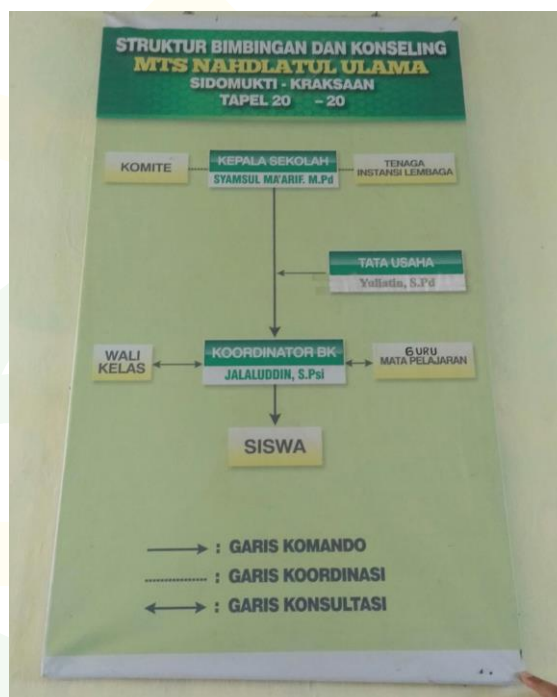 STRUKTUR BIMBINGAN DAN KONSELING
MTS NAHDLATUL ULAMA
SIDOMUKTI - KRAKSAAN
TAPEL 20 - 20
KOMITE
KEPALA SEKOLAH
SYAMSUL MA'ARIF. M.Pd
TENAGA
INSTANSI LEMBAGA
TATA USAHA
Yulistin, S.Pd
WALI
KELAS
KOORDINATOR BK
JALALUDDIN, S.Psi
GURU
MATA PELAJARAN
SISWA
: GARIS KOMANDO
: GARIS KOORDINASI
: GARIS KONSULTASI